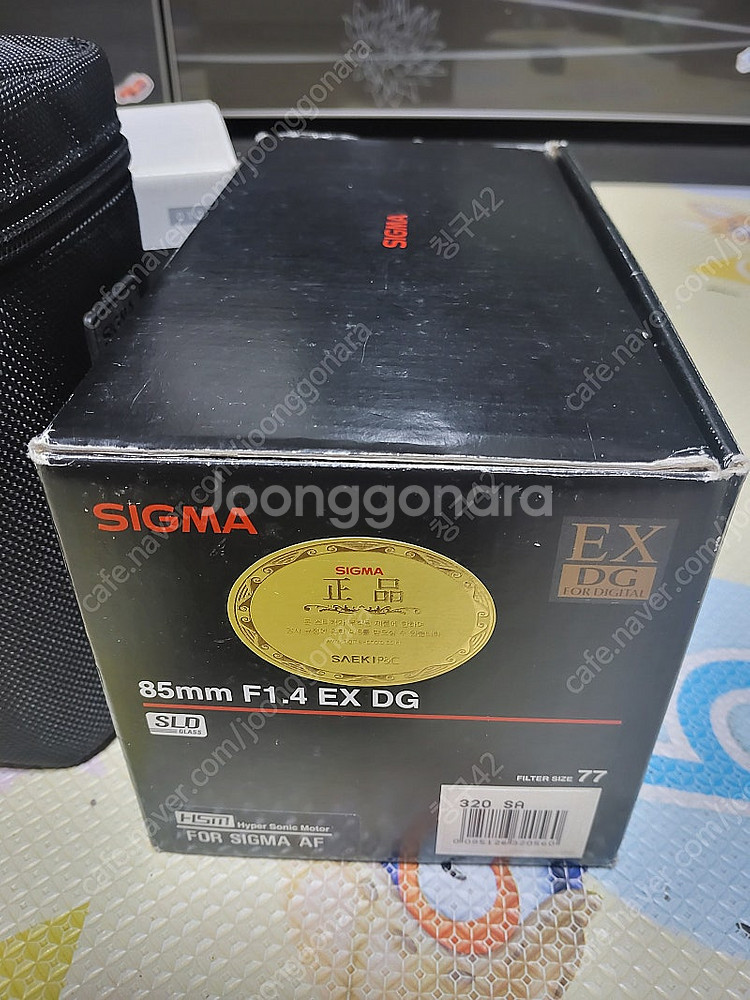 SIGMA
Joonggonara
SIGMA
EX
DG
FOR DIGITAL
SIGMA
正品
SAEKI P&C
85mm F1.4 EX DG
SLD
GLASS
FILTER SIZE 77
HSM Hyper Sonic Motor
FOR SIGMA AF
320 SA
cafe.naver.com/joonggonara
징구42